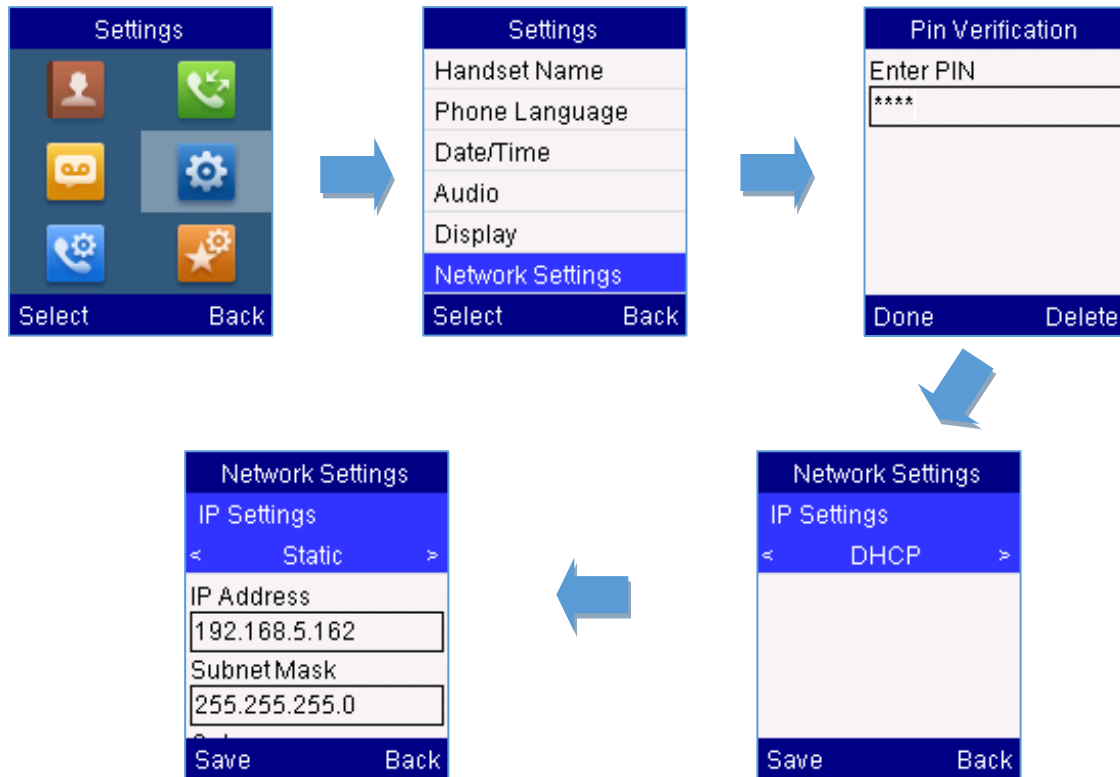 Settings
Select Back
Settings
Handset Name
Phone Language
Date/Time
Audio
Display
Network Settings
Select Back
Pin Verification
Enter PIN
****
Done Delete
Network Settings
IP Settings
< Static >
IP Address
192.168.5.162
Subnet Mask
255.255.255.0
Save Back
Network Settings
IP Settings
< DHCP >
Save Back